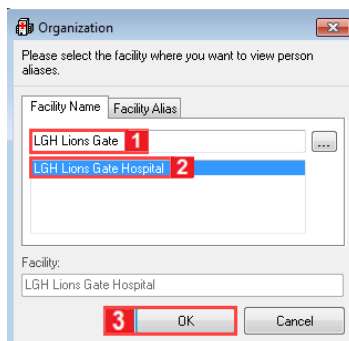 Organization
Please select the facility where you want to view person
aliases.
Facility Name Facility Alias
LGH Lions Gate 1 ...
LGH Lions Gate Hospital 2
Facility:
LGH Lions Gate Hospital
3 OK Cancel